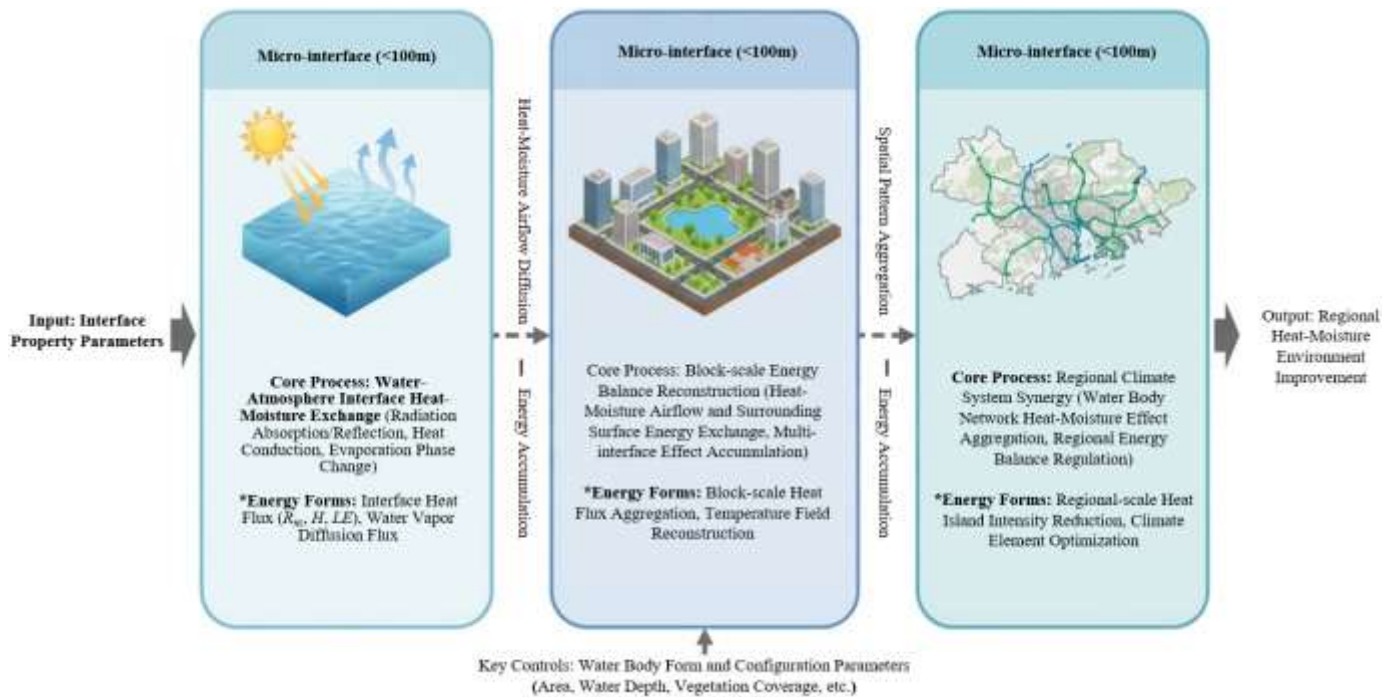 Micro-interface (<100m)
Micro-interface (<100m)
Micro-interface (<100m)
Input: Interface
Property Parameters
Core Process: Water-
Atmosphere Interface Heat-
Moisture Exchange (Radiation
Absorption/Reflection, Heat
Conduction, Evaporation Phase
Change)
*Energy Forms: Interface Heat
Flux (Rₙ, H, LE), Water Vapor
Diffusion Flux
Heat-Moisture Airflow Diffusion
Energy Accumulation
Core Process: Block-scale Energy
Balance Reconstruction (Heat-
Moisture Airflow and Surrounding
Surface Energy Exchange, Multi-
interface Effect Accumulation)
*Energy Forms: Block-scale Heat
Flux Aggregation, Temperature Field
Reconstruction
Spatial Pattern Aggregation
Energy Accumulation
Core Process: Regional Climate
System Synergy (Water Body
Network Heat-Moisture Effect
Aggregation, Regional Energy
Balance Regulation)
*Energy Forms: Regional-scale Heat
Island Intensity Reduction, Climate
Element Optimization
Output: Regional
Heat-Moisture
Environment
Improvement
Key Controls: Water Body Form and Configuration Parameters
(Area, Water Depth, Vegetation Coverage, etc.)